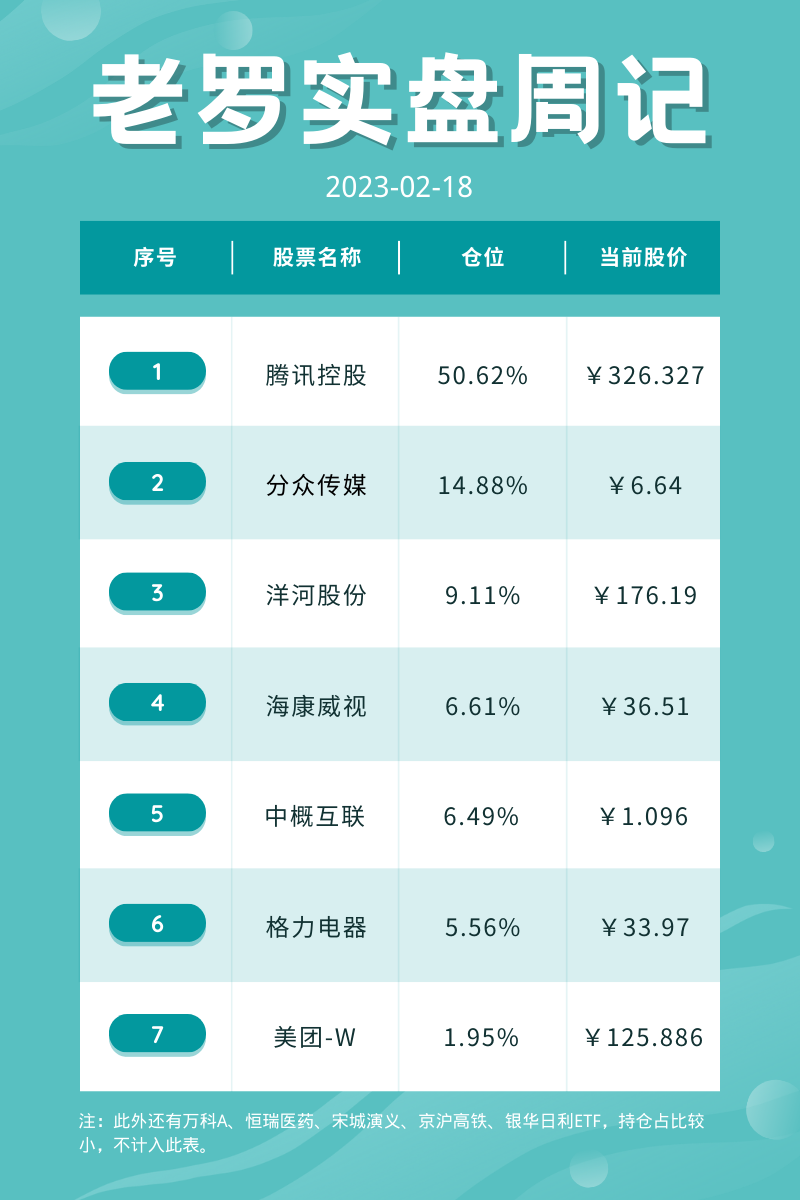 老罗实盘周记
2023-02-18
序号 股票名称 仓位 当前股价
1 腾讯控股 50.62% ￥326.327
2 分众传媒 14.88% ￥6.64
3 洋河股份 9.11% ￥176.19
4 海康威视 6.61% ￥36.51
5 中概互联 6.49% ￥1.096
6 格力电器 5.56% ￥33.97
7 美团-W 1.95% ￥125.886
注：此外还有万科A、恒瑞医药、宋城演义、京沪高铁、银华日利ETF，持仓占比较
小，不计入此表。